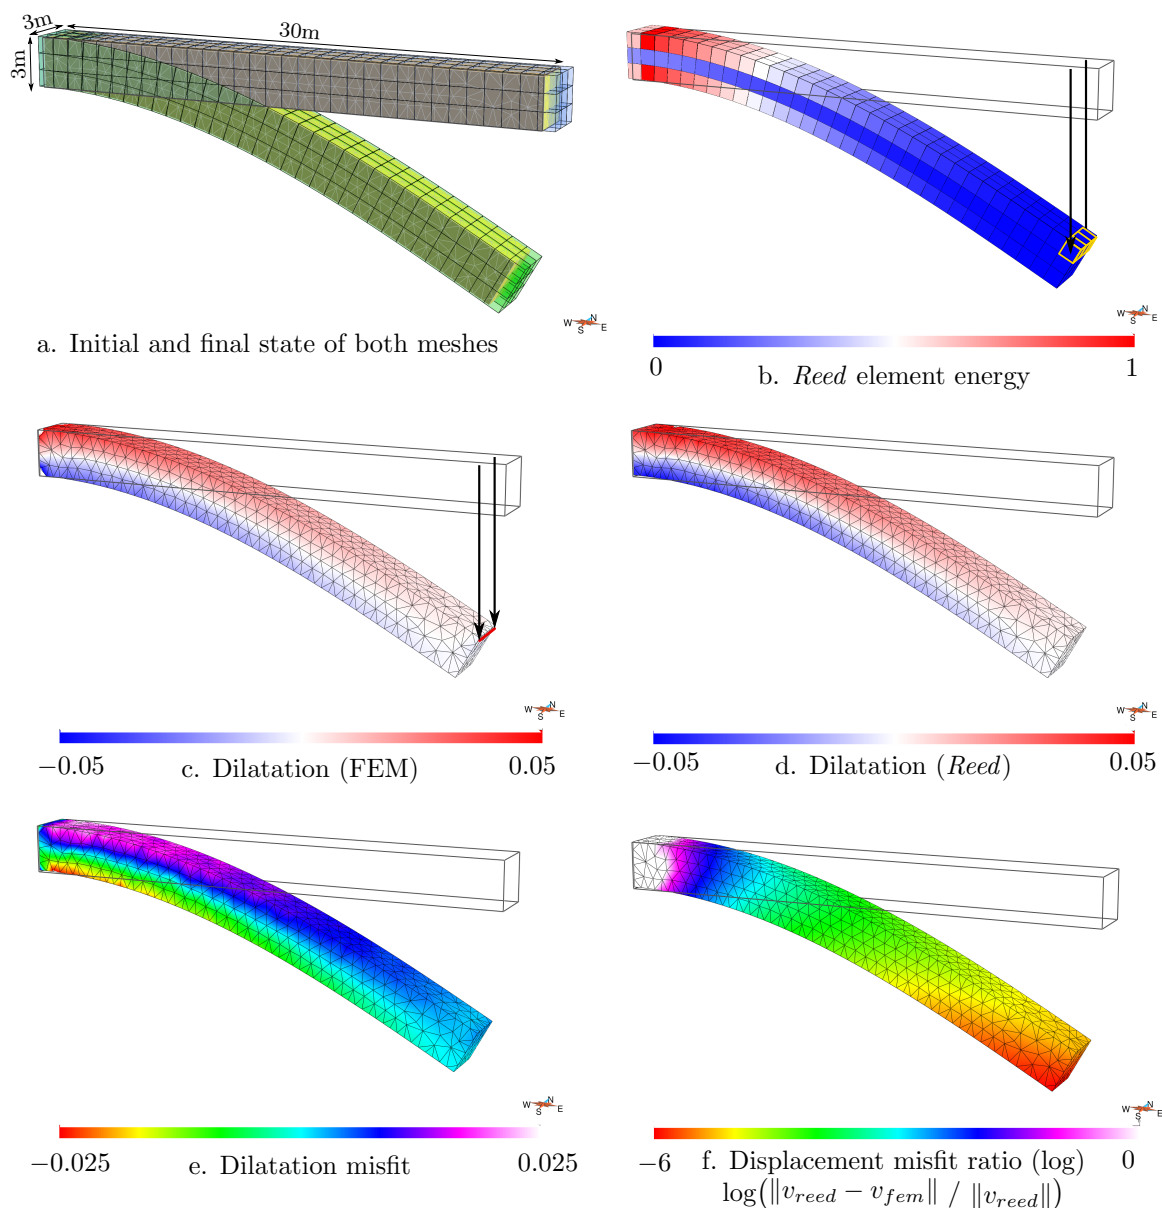 3m
30m
3m
W N S E
a. Initial and final state of both meshes
W N S E
0 1
b. Reed element energy
W N S E
−0.05 0.05
c. Dilatation (FEM)
W N S E
−0.05 0.05
d. Dilatation (Reed)
W N S E
−0.025 0.025
e. Dilatation misfit
W N S E
−6 0
f. Displacement misfit ratio (log)
log(‖v_reed − v_fem‖ / ‖v_reed‖)